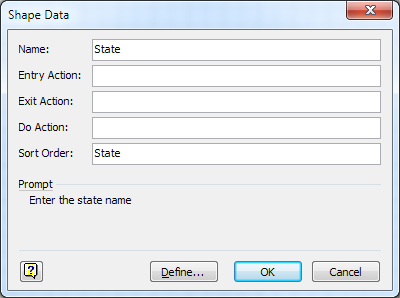 Shape Data
Name: State
Entry Action:
Exit Action:
Do Action:
Sort Order: State
Prompt
Enter the state name
Define... OK Cancel